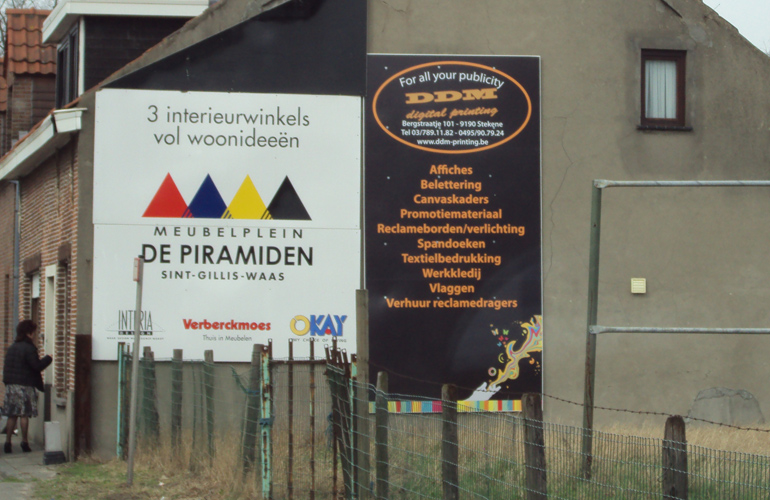 3 interieurwinkels
vol woonideeën
MEUBELPLEIN
DE PIRAMIDEN
SINT-GILLIS-WAAS
INTERIA
Verberckmoes
Thuis in Meubelen
OKAY
For all your publicity
DDM
digital printing
Bergstraatje 101 - 9190 Stekene
Tel 03/789.11.82 - 0495/90.79.24
www.ddm-printing.be
Affiches
Belettering
Canvaskaders
Promotiemateriaal
Reclameborden/verlichting
Spandoeken
Textielbedrukking
Werkkledij
Vlaggen
Verhuur reclamedragers